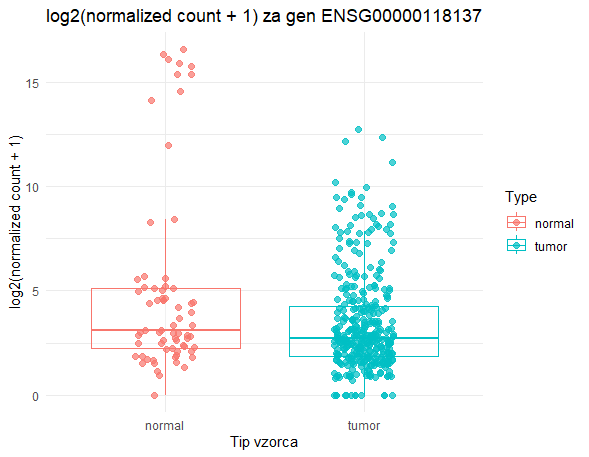 log2(normalized count + 1) za gen ENSG00000118137
log2(normalized count + 1)
15
10
5
0
normal
tumor
Tip vzorca
Type
normal
tumor